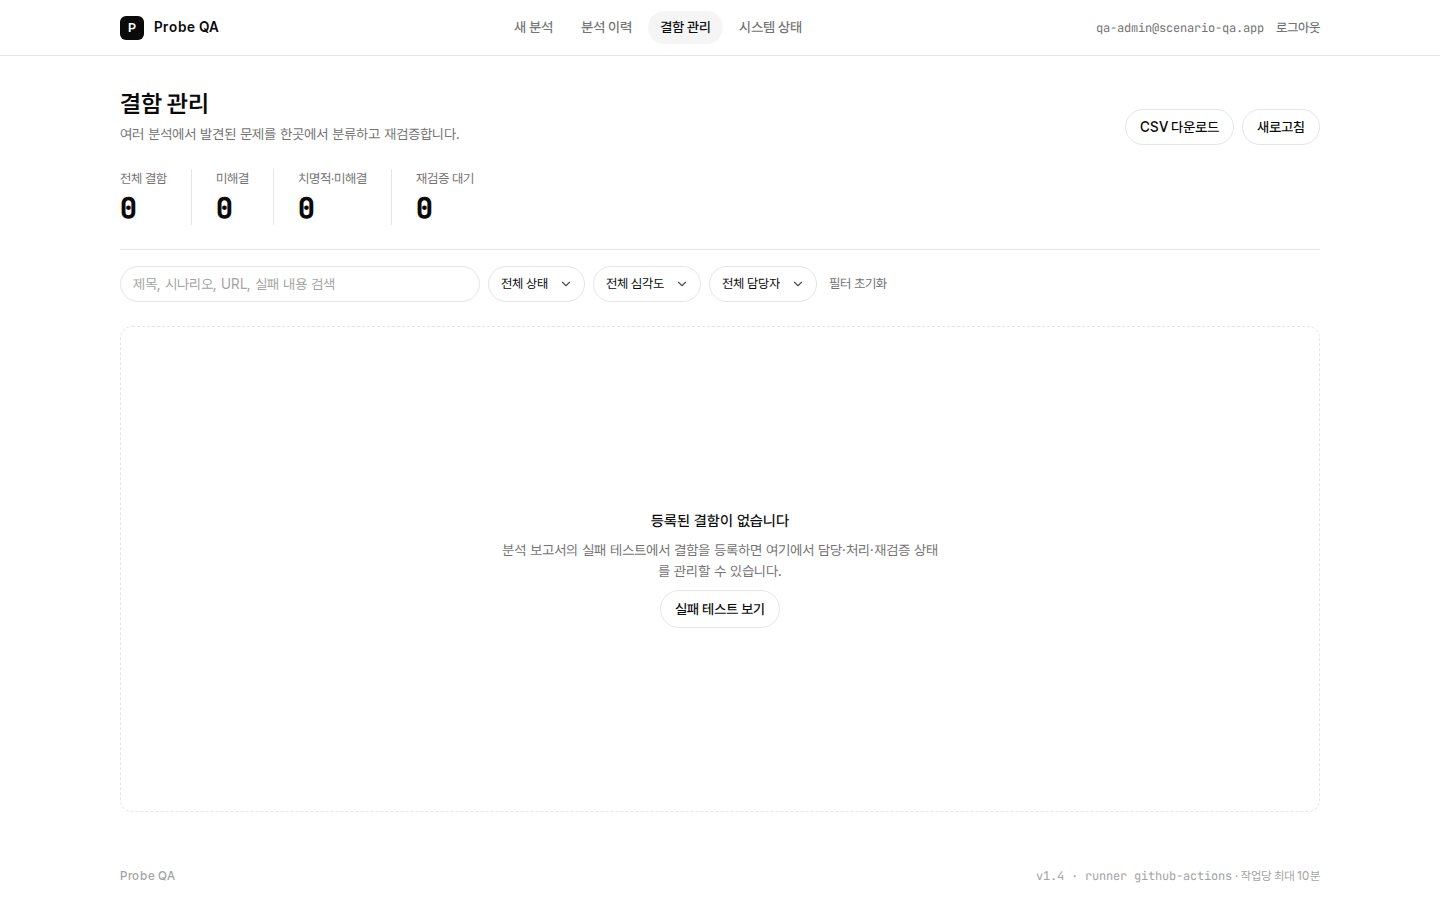 P Probe QA 새 분석 분석 이력 결함 관리 시스템 상태 qa-admin@scenario-qa.app 로그아웃
결함 관리
여러 분석에서 발견된 문제를 한곳에서 분류하고 재검증합니다.
CSV 다운로드 새로고침
전체 결함 미해결 치명적·미해결 재검증 대기
0 0 0 0
제목, 시나리오, URL, 실패 내용 검색 전체 상태 전체 심각도 전체 담당자 필터 초기화
등록된 결함이 없습니다
분석 보고서의 실패 테스트에서 결함을 등록하면 여기에서 담당·처리·재검증 상태
를 관리할 수 있습니다.
실패 테스트 보기
Probe QA v1.4 · runner github-actions · 작업당 최대 10분